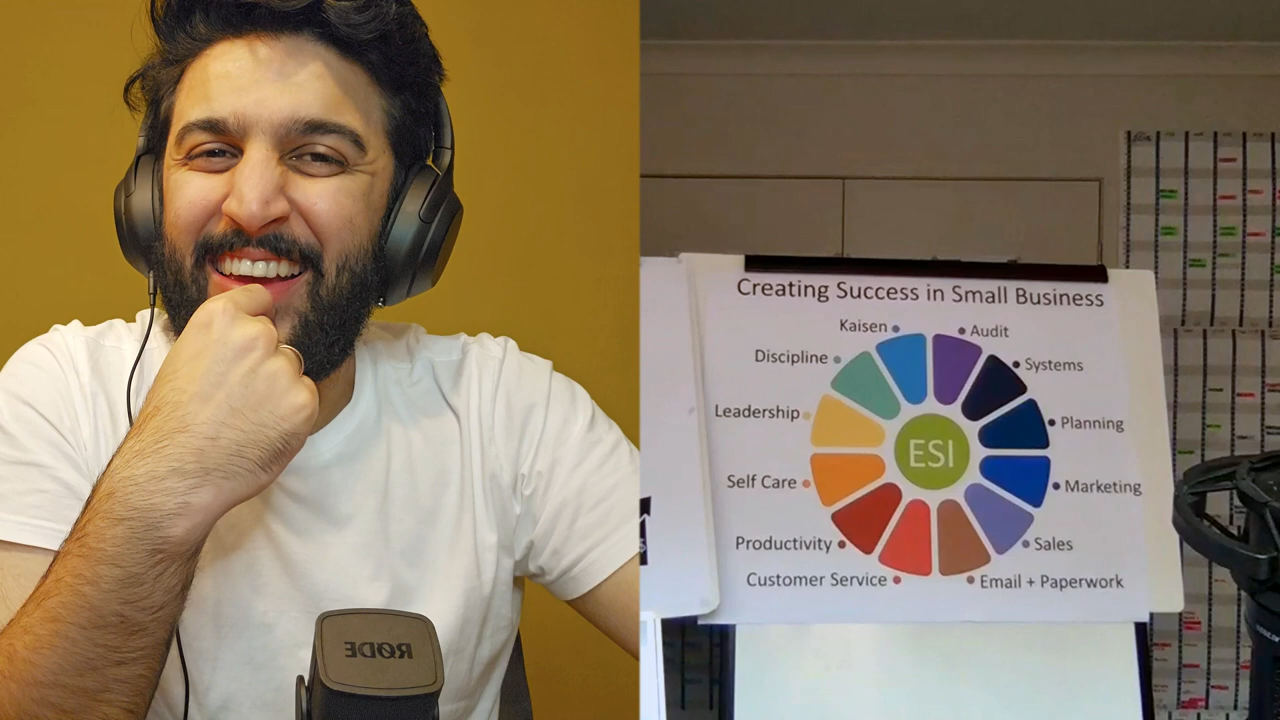 RØDE
Creating Success in Small Business
Kaisen
Audit
Discipline
Systems
Leadership
Planning
ESI
Self Care
Marketing
Productivity
Sales
Customer Service
Email + Paperwork